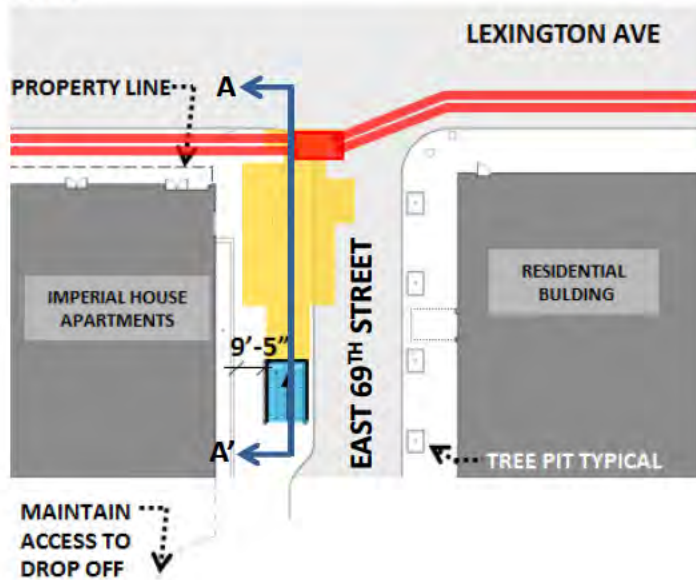 LEXINGTON AVE
PROPERTY LINE
A
IMPERIAL HOUSE
APARTMENTS
RESIDENTIAL
BULDING
9'-5"
EAST 69TH STREET
A'
TREE PIT TYPICAL
MAINTAIN
ACCESS TO
DROP OFF